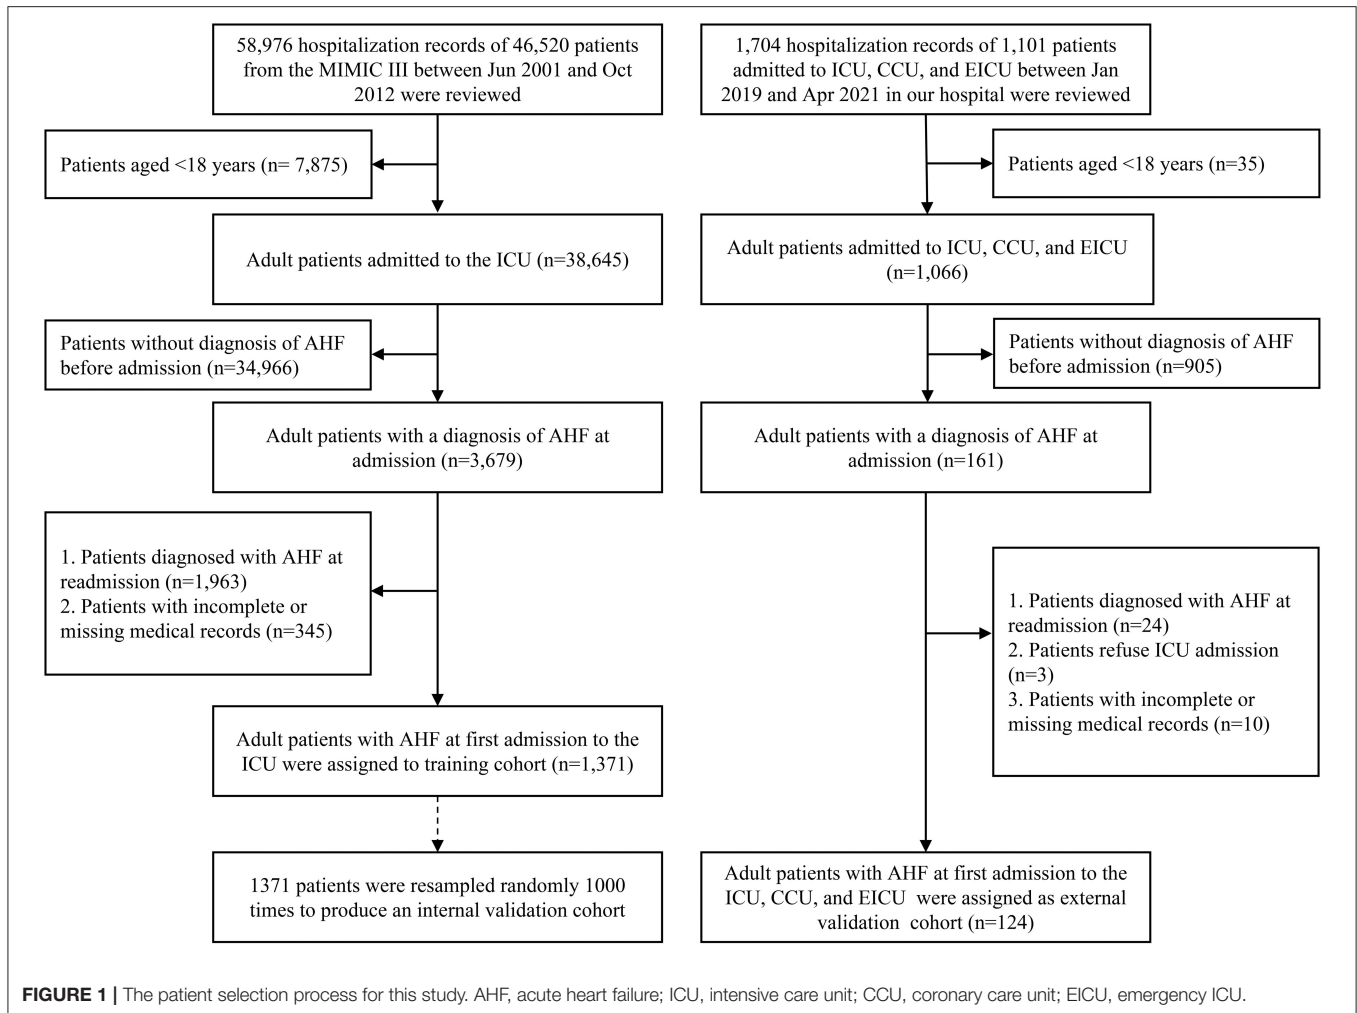 58,976 hospitalization records of 46,520 patients
from the MIMIC III between Jun 2001 and Oct
2012 were reviewed
Patients aged <18 years (n= 7,875)
Adult patients admitted to the ICU (n=38,645)
Patients without diagnosis of AHF
before admission (n=34,966)
Adult patients with a diagnosis of AHF at
admission (n=3,679)
1. Patients diagnosed with AHF at
readmission (n=1,963)
2. Patients with incomplete or
missing medical records (n=345)
Adult patients with AHF at first admission to the
ICU were assigned to training cohort (n=1,371)
1371 patients were resampled randomly 1000
times to produce an internal validation cohort
1,704 hospitalization records of 1,101 patients
admitted to ICU, CCU, and EICU between Jan
2019 and Apr 2021 in our hospital were reviewed
Patients aged <18 years (n=35)
Adult patients admitted to ICU, CCU, and EICU
(n=1,066)
Patients without diagnosis of AHF
before admission (n=905)
Adult patients with a diagnosis of AHF at
admission (n=161)
1. Patients diagnosed with AHF at
readmission (n=24)
2. Patients refuse ICU admission
(n=3)
3. Patients with incomplete or
missing medical records (n=10)
Adult patients with AHF at first admission to the
ICU, CCU, and EICU were assigned as external
validation cohort (n=124)
FIGURE 1 | The patient selection process for this study. AHF, acute heart failure; ICU, intensive care unit; CCU, coronary care unit; EICU, emergency ICU.